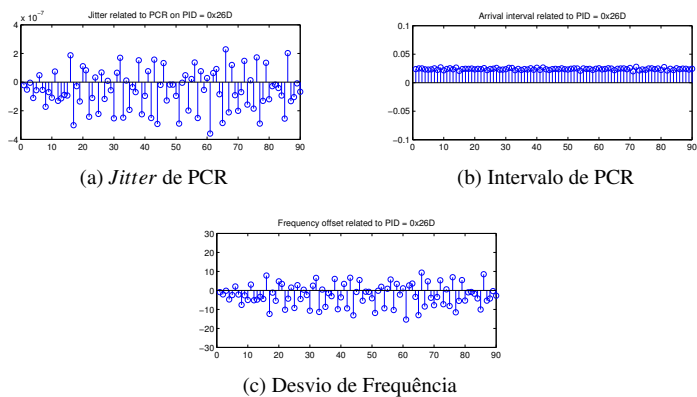 Jitter related to PCR on PID = 0x26D
x 10⁻⁷
4
2
0
−2
−4
0 10 20 30 40 50 60 70 80 90
(a) Jitter de PCR
Arrival interval related to PID = 0x26D
0.1
0.05
0
−0.05
−0.1
0 10 20 30 40 50 60 70 80 90
(b) Intervalo de PCR
Frequency offset related to PID = 0x26D
30
20
10
0
−10
−20
−30
0 10 20 30 40 50 60 70 80 90
(c) Desvio de Frequência